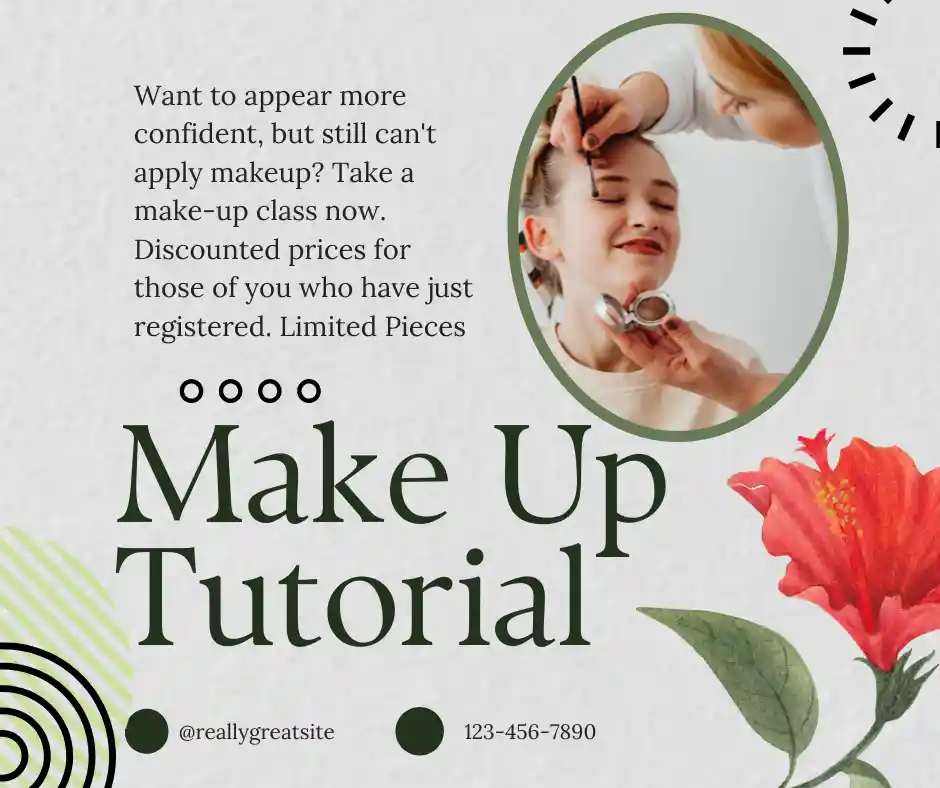 Want to appear more
confident, but still can't
apply makeup? Take a
make-up class now.
Discounted prices for
those of you who have just
registered. Limited Pieces
Make Up
Tutorial
@reallygreatsite
123-456-7890